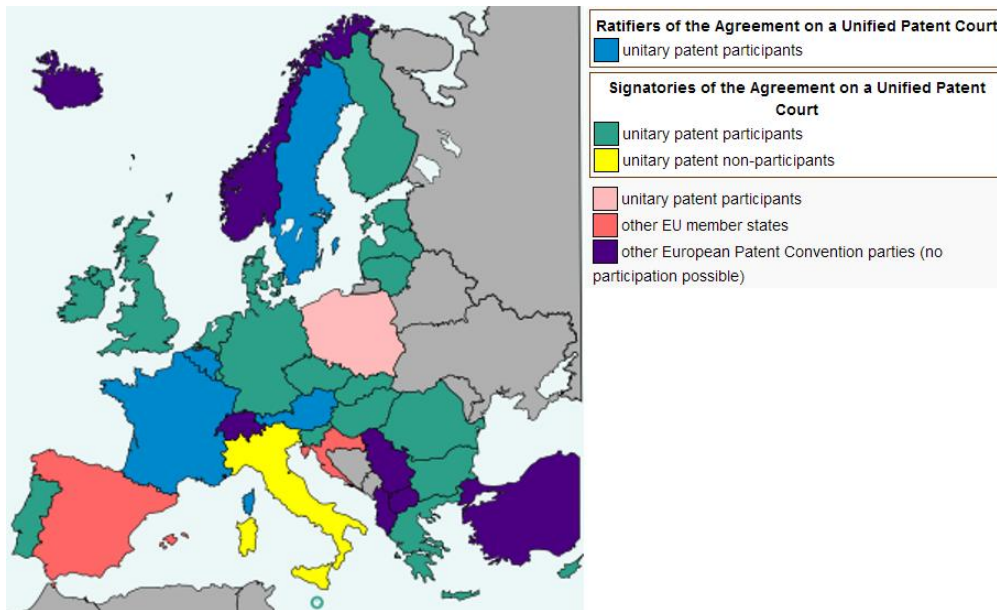 Ratifiers of the Agreement on a Unified Patent Court
unitary patent participants
Signatories of the Agreement on a Unified Patent
Court
unitary patent participants
unitary patent non-participants
unitary patent participants
other EU member states
other European Patent Convention parties (no
participation possible)